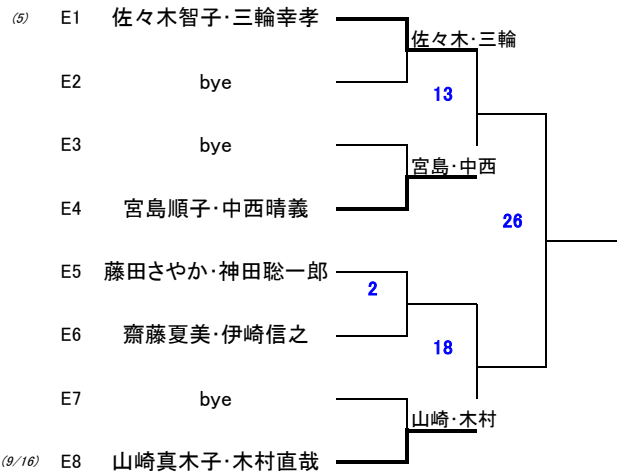 (5) E1 佐々木智子・三輪幸孝
佐々木・三輪
E2 bye
13
E3 bye
宮島・中西
E4 宮島順子・中西晴義
26
E5 藤田さやか・神田聡一郎
2
E6 齋藤夏美・伊崎信之
18
E7 bye
山崎・木村
(9/16) E8 山崎真木子・木村直哉